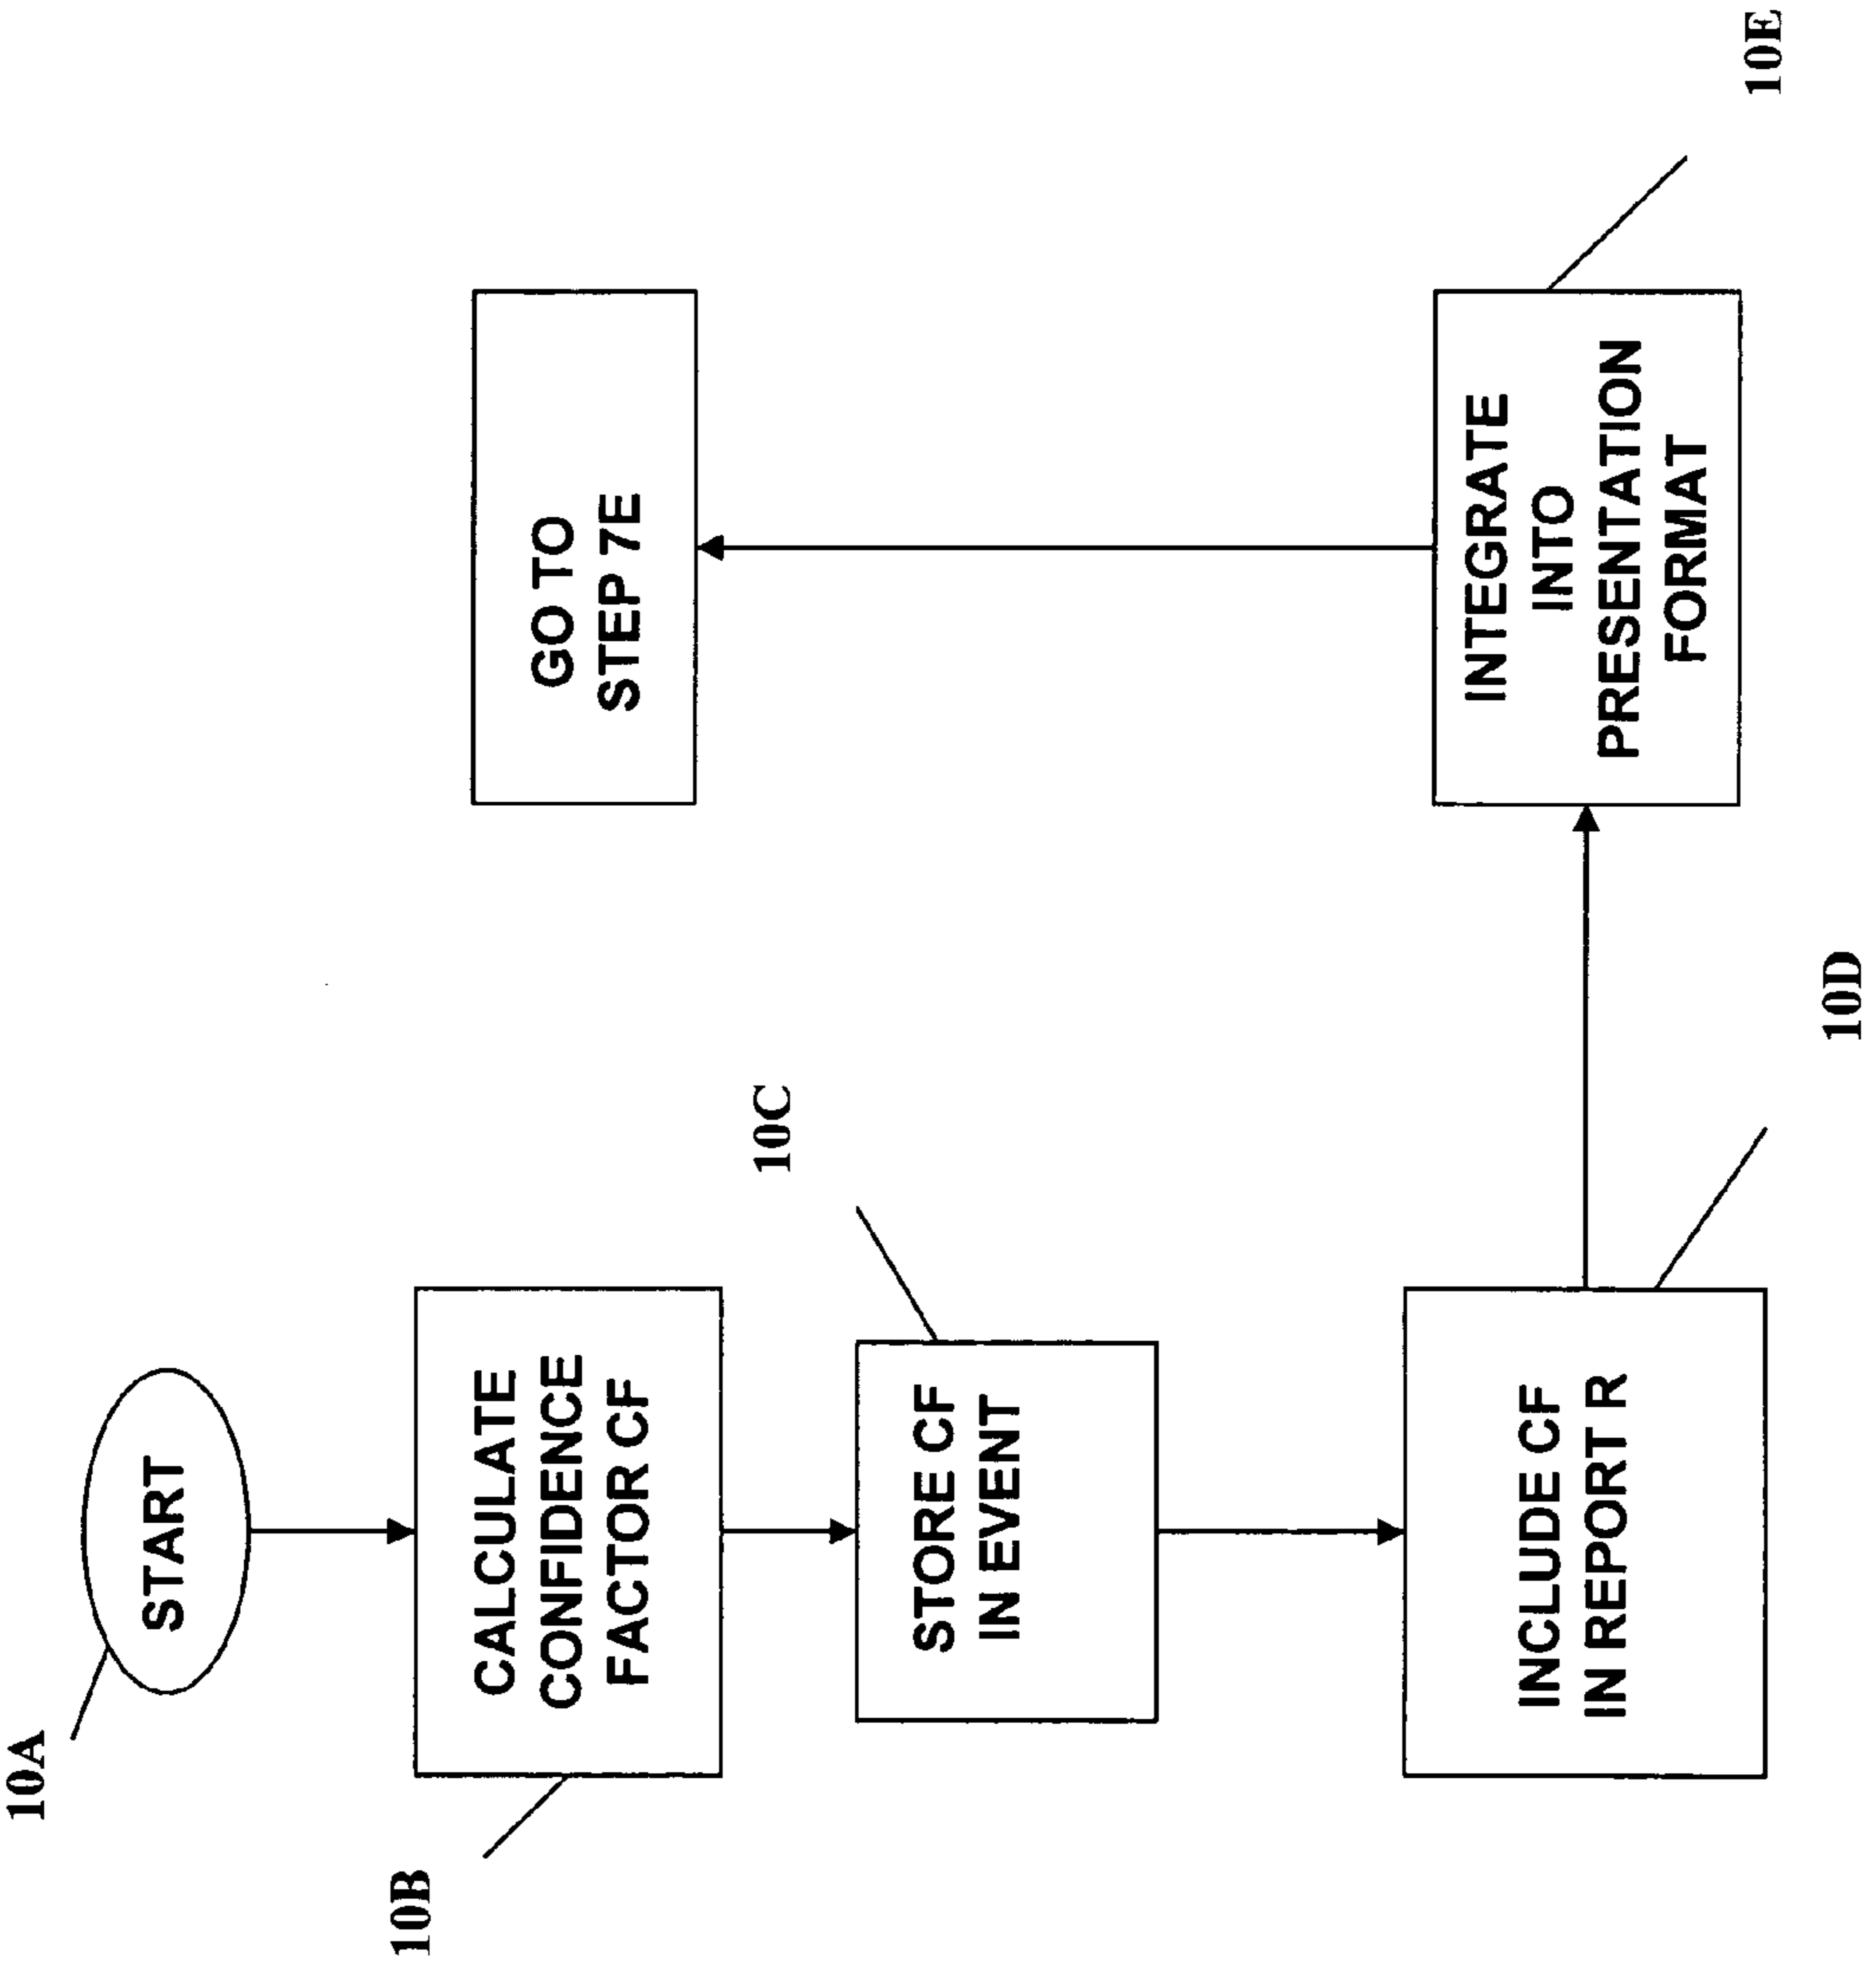 10A
START
10B
CALCULATE
CONFIDENCE
FACTOR CF
10C
STORE CF
IN EVENT
INCLUDE CF
IN REPORT R
10D
INTEGRATE
INTO
PRESENTATION
FORMAT
10E
GO TO
STEP 7E